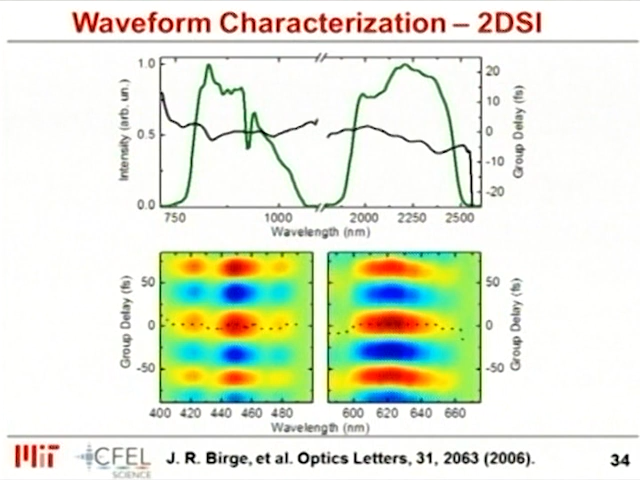 Waveform Characterization – 2DSI
1.0
0.5
0.0
Intensity (arb. un.)
750 1000 2000 2250 2500
Wavelength (nm)
20
10
0
-10
-20
Group Delay (fs)
50
0
-50
Group Delay (fs)
400 420 440 460 480 600 620 640 660
Wavelength (nm)
50
0
-50
Group Delay (fs)
MIT CFEL
SCIENCE
J. R. Birge, et al. Optics Letters, 31, 2063 (2006).
34